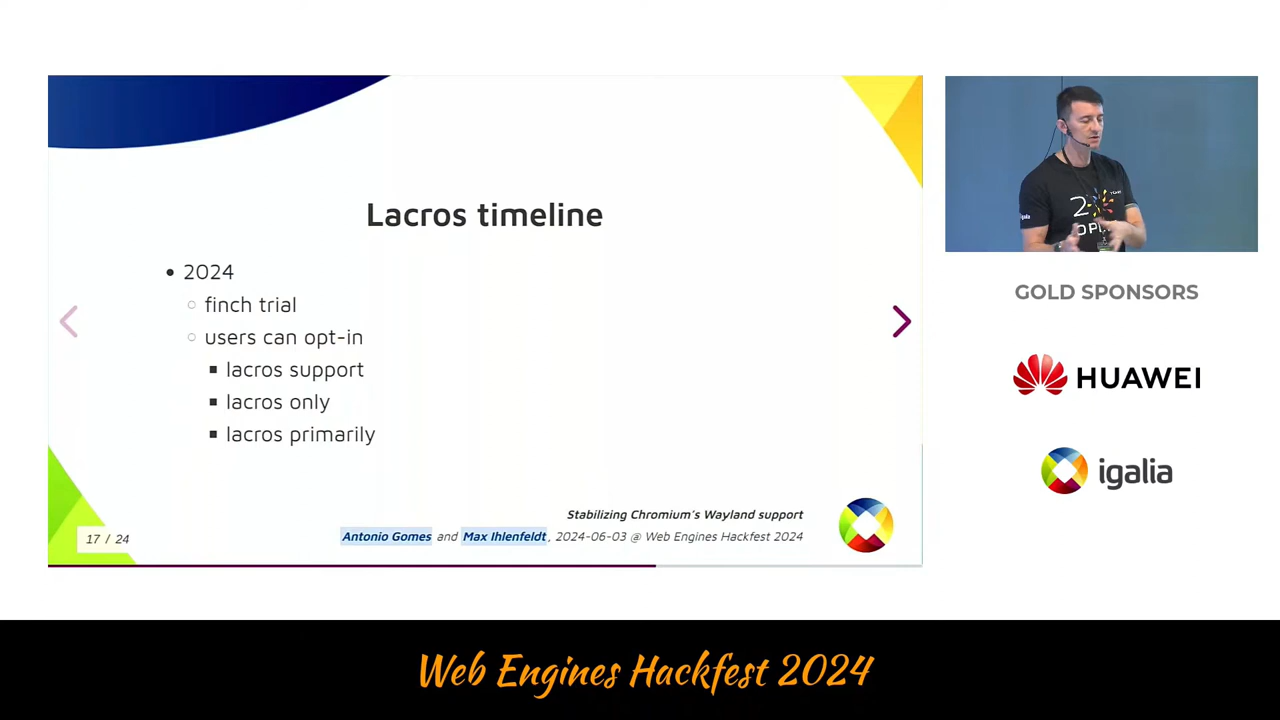 Lacros timeline
2024
finch trial
users can opt-in
lacros support
lacros only
lacros primarily
Stabilizing Chromium's Wayland support
17 / 24
Antonio Gomes and Max Ihlenfeldt, 2024-06-03 @ Web Engines Hackfest 2024
igalia
GOLD SPONSORS
HUAWEI
igalia
Web Engines Hackfest 2024